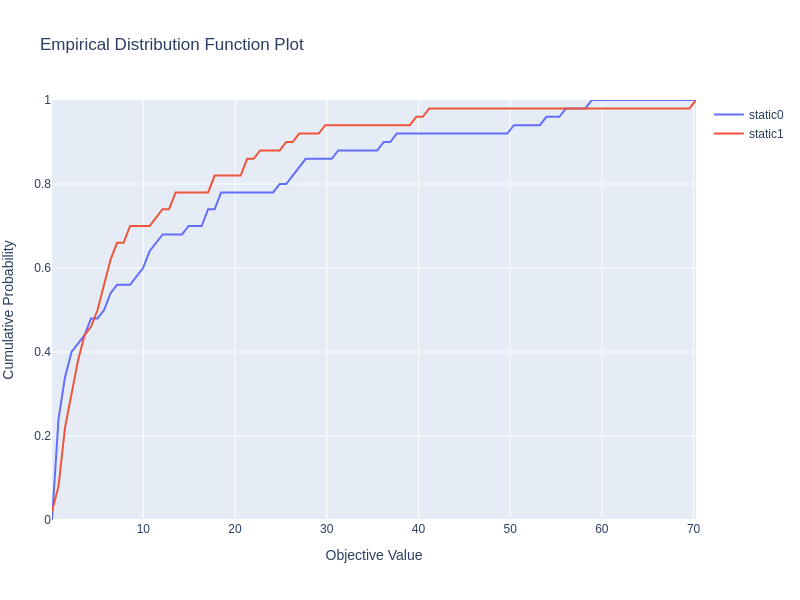 Empirical Distribution Function Plot
1
0.8
0.6
0.4
0.2
0
10
20
30
40
50
60
70
Objective Value
Cumulative Probability
static0
static1